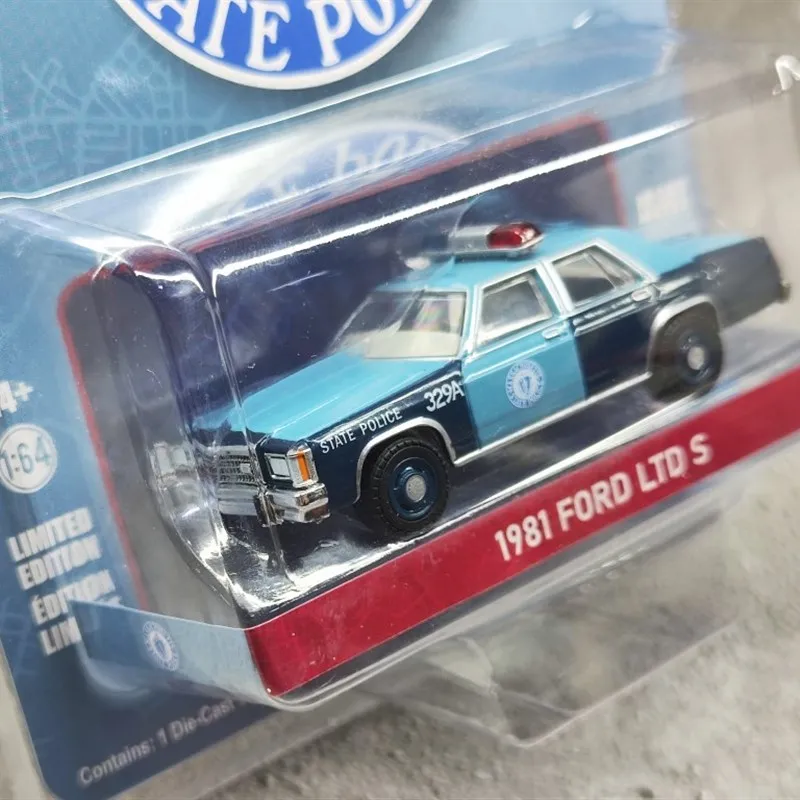 ATE PO
STATE POLICE
329A
4+
1:64
1981 FORD LTD S
LIMITED
EDITION
ÉDITION
LIM
Contains: 1 Die-Cast